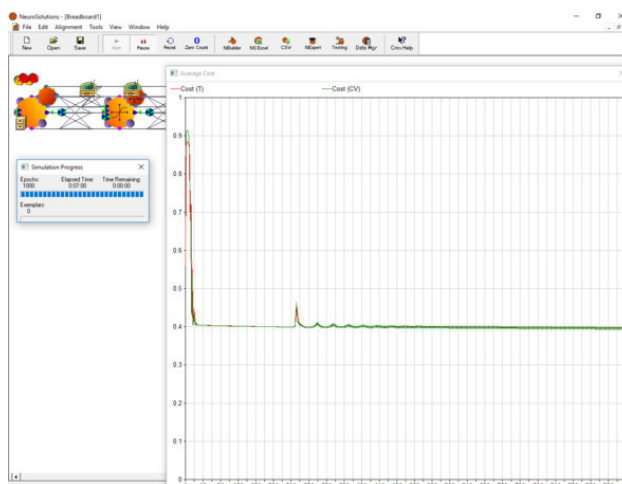 NeuroSolutions - [Breadboard1]
File Edit Alignment Tools View Window Help
New Open Save Start Pause Reset Zero Count NBuilder NS Excel CSW NExpert Testing Data Mgr Cntx Help
Average Cost
Cost (T) Cost (CV)
1
0.9
0.8
0.7
0.6
0.5
0.4
0.3
0.2
0.1
0
Simulation Progress
Epochs: Elapsed Time: Time Remaining:
1000 0:07:00 0:00:00
Exemplar:
0